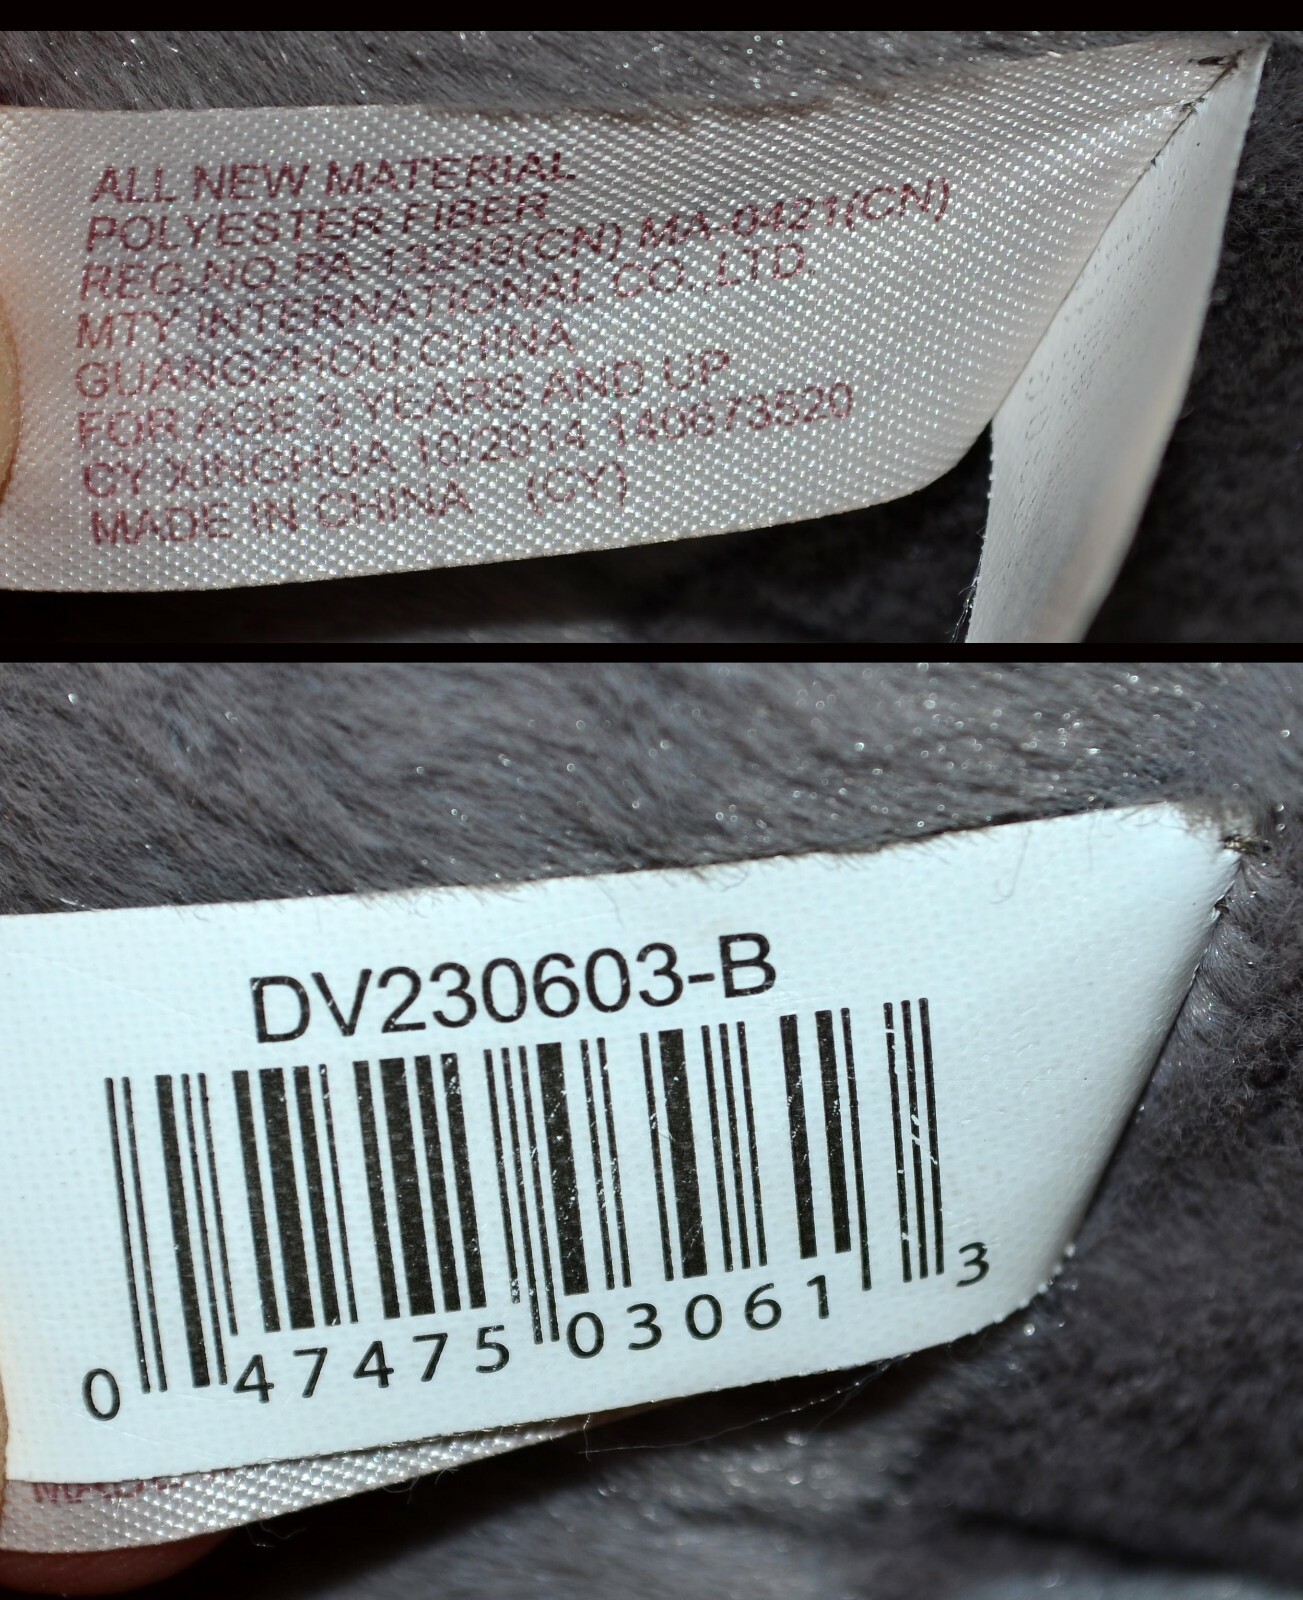 ALL NEW MATERIAL
POLYESTER FIBER
REG.NO.PA-13249(CN) MA-0421(CN)
MTY INTERNATIONAL CO.,LTD.
GUANGZHOU,CHINA
FOR AGE 3 YEARS AND UP
CY XINGHUA 10/2014 140673520
MADE IN CHINA (CY)
DV230603-B
0 47475 03061 3